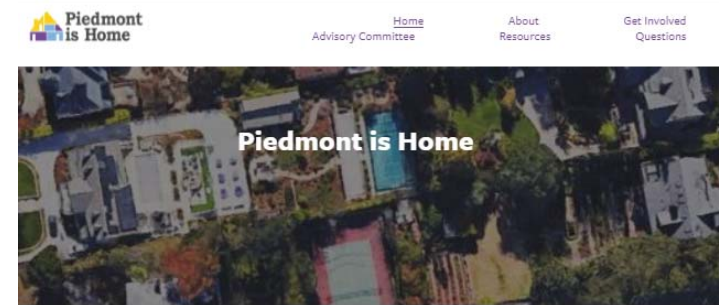 Piedmont
is Home
Home About Get Involved
Advisory Committee Resources Questions
Piedmont is Home